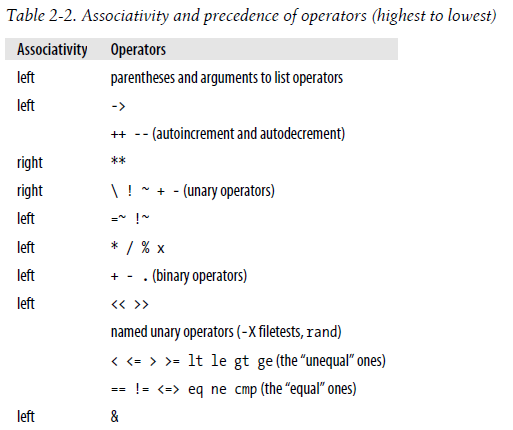 Table 2-2. Associativity and precedence of operators (highest to lowest)
Associativity Operators
left parentheses and arguments to list operators
left ->
++ -- (autoincrement and autodecrement)
right **
right \ ! ~ + - (unary operators)
left =~ !~
left * / % x
left + - . (binary operators)
left << >>
named unary operators (-X filetests, rand)
< <= > >= lt le gt ge (the “unequal” ones)
== != <=> eq ne cmp (the “equal” ones)
left &